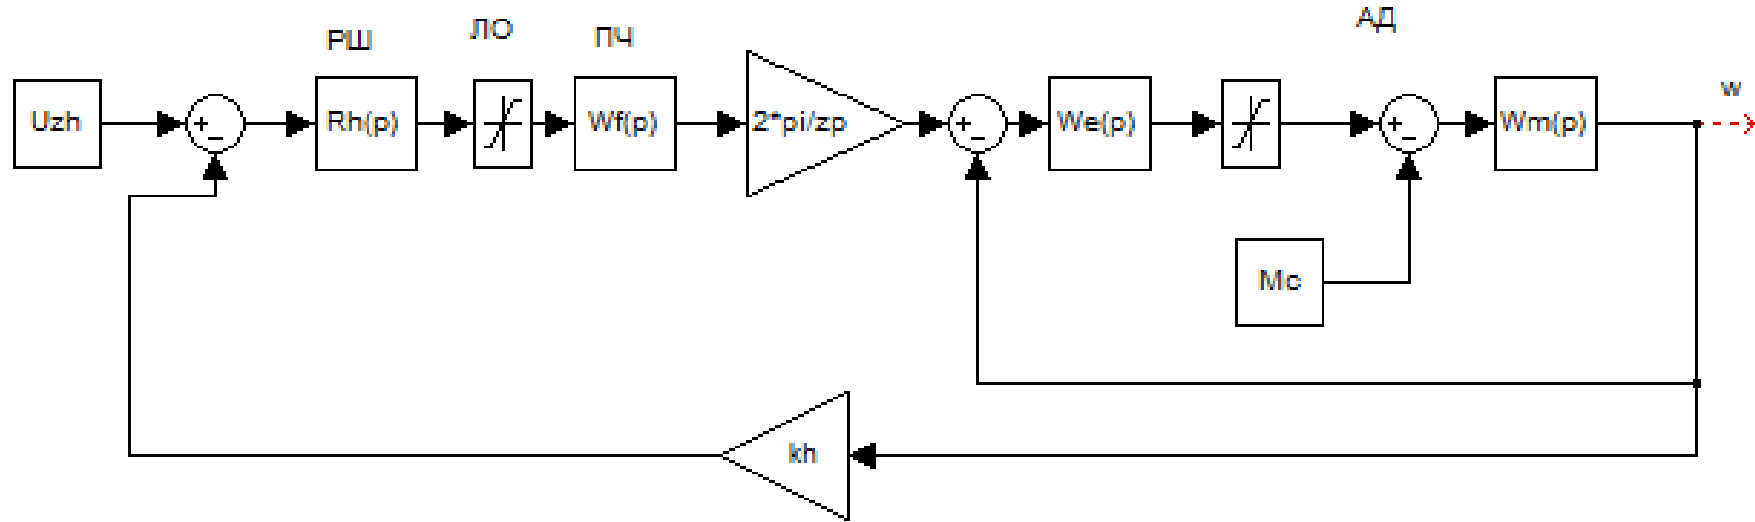 РШ
ЛО
ПЧ
АД
Uzh
+
−
Rh(p)
Wf(p)
2*pi/zp
+
−
We(p)
+
−
Wm(p)
w
Mc
kh